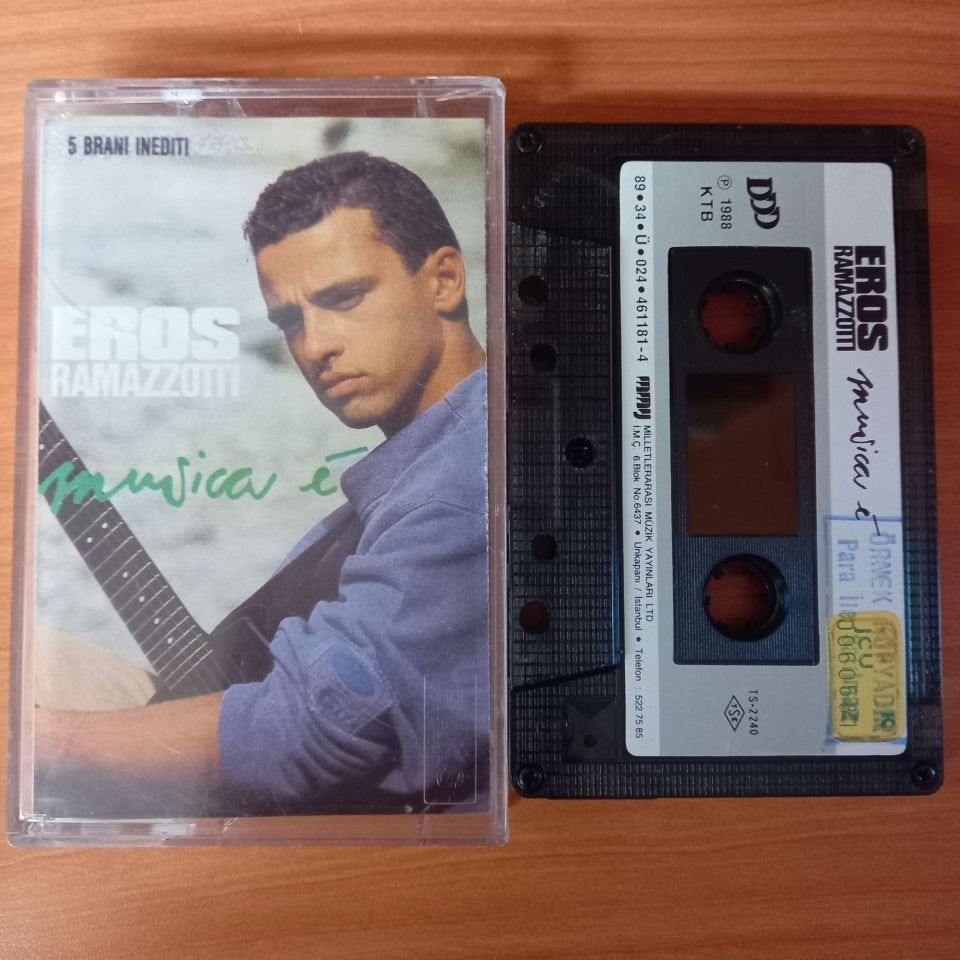 5 BRANI INEDITI
EROS
RAMAZZOTTI
musica è
EROS
RAMAZZOTTI
musica è
DDD
℗ 1988
KTB
89•34•Ü•024•461181-4
MİLLETLERARASI MÜZİK YAYINLARI LTD
İ.M.Ç. 6.Blok No.6437 • Unkapanı / İstanbul • Telefon : 522 75 85
TS-2240
TSE
ÖRNEK
Para